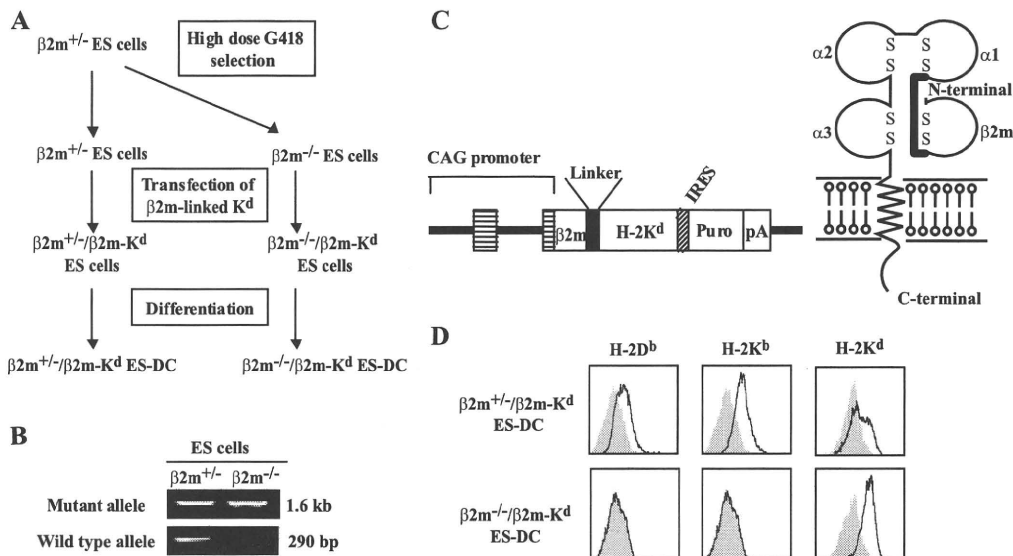 A
β2m+/- ES cells
High dose G418
selection
β2m+/- ES cells
β2m-/- ES cells
Transfection of
β2m-linked Kd
β2m+/-/β2m-Kd
ES cells
β2m-/-/β2m-Kd
ES cells
Differentiation
β2m+/-/β2m-Kd ES-DC
β2m-/-/β2m-Kd ES-DC
B
ES cells
β2m+/-
β2m-/-
Mutant allele
1.6 kb
Wild type allele
290 bp
C
CAG promoter
Linker
IRES
β2m
H-2Kd
Puro
pA
α2
S
S
S
S
α1
N-terminal
α3
S
S
S
S
β2m
C-terminal
D
H-2Db
H-2Kb
H-2Kd
β2m+/-/β2m-Kd
ES-DC
β2m-/-/β2m-Kd
ES-DC